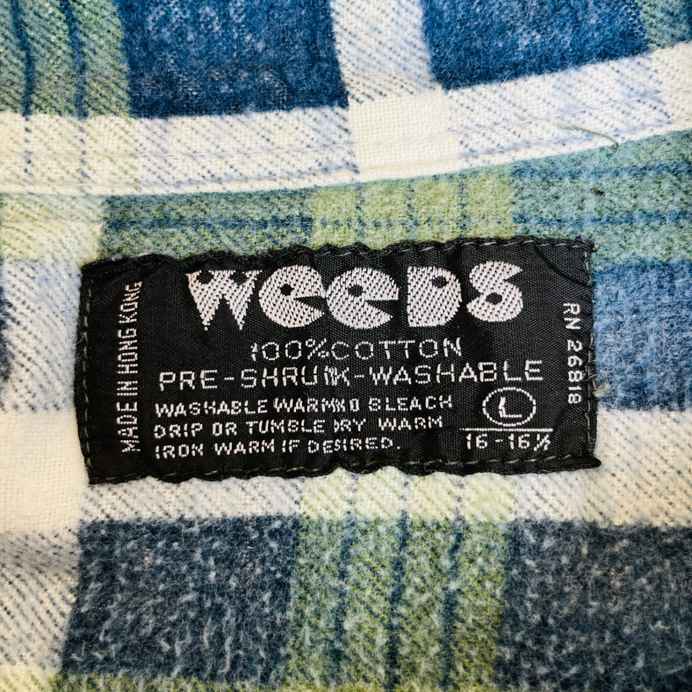 WeeDS
100% COTTON
PRE-SHRUNK-WASHABLE
WASHABLE WARM NO BLEACH
DRIP OR TUMBLE DRY WARM
IRON WARM IF DESIRED.
L
16-16½
MADE IN HONG KONG
RN 26818